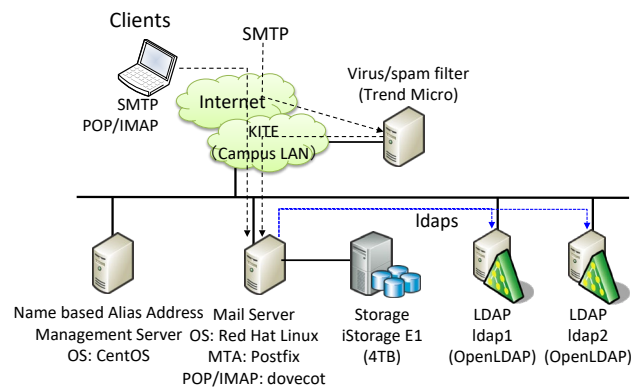 Clients
SMTP
SMTP
POP/IMAP
Internet
KITE
(Campus LAN)
Virus/spam filter
(Trend Micro)
ldaps
Name based Alias Address
Management Server
OS: CentOS
Mail Server
OS: Red Hat Linux
MTA: Postfix
POP/IMAP: dovecot
Storage
iStorage E1
(4TB)
LDAP
ldap1
(OpenLDAP)
LDAP
ldap2
(OpenLDAP)